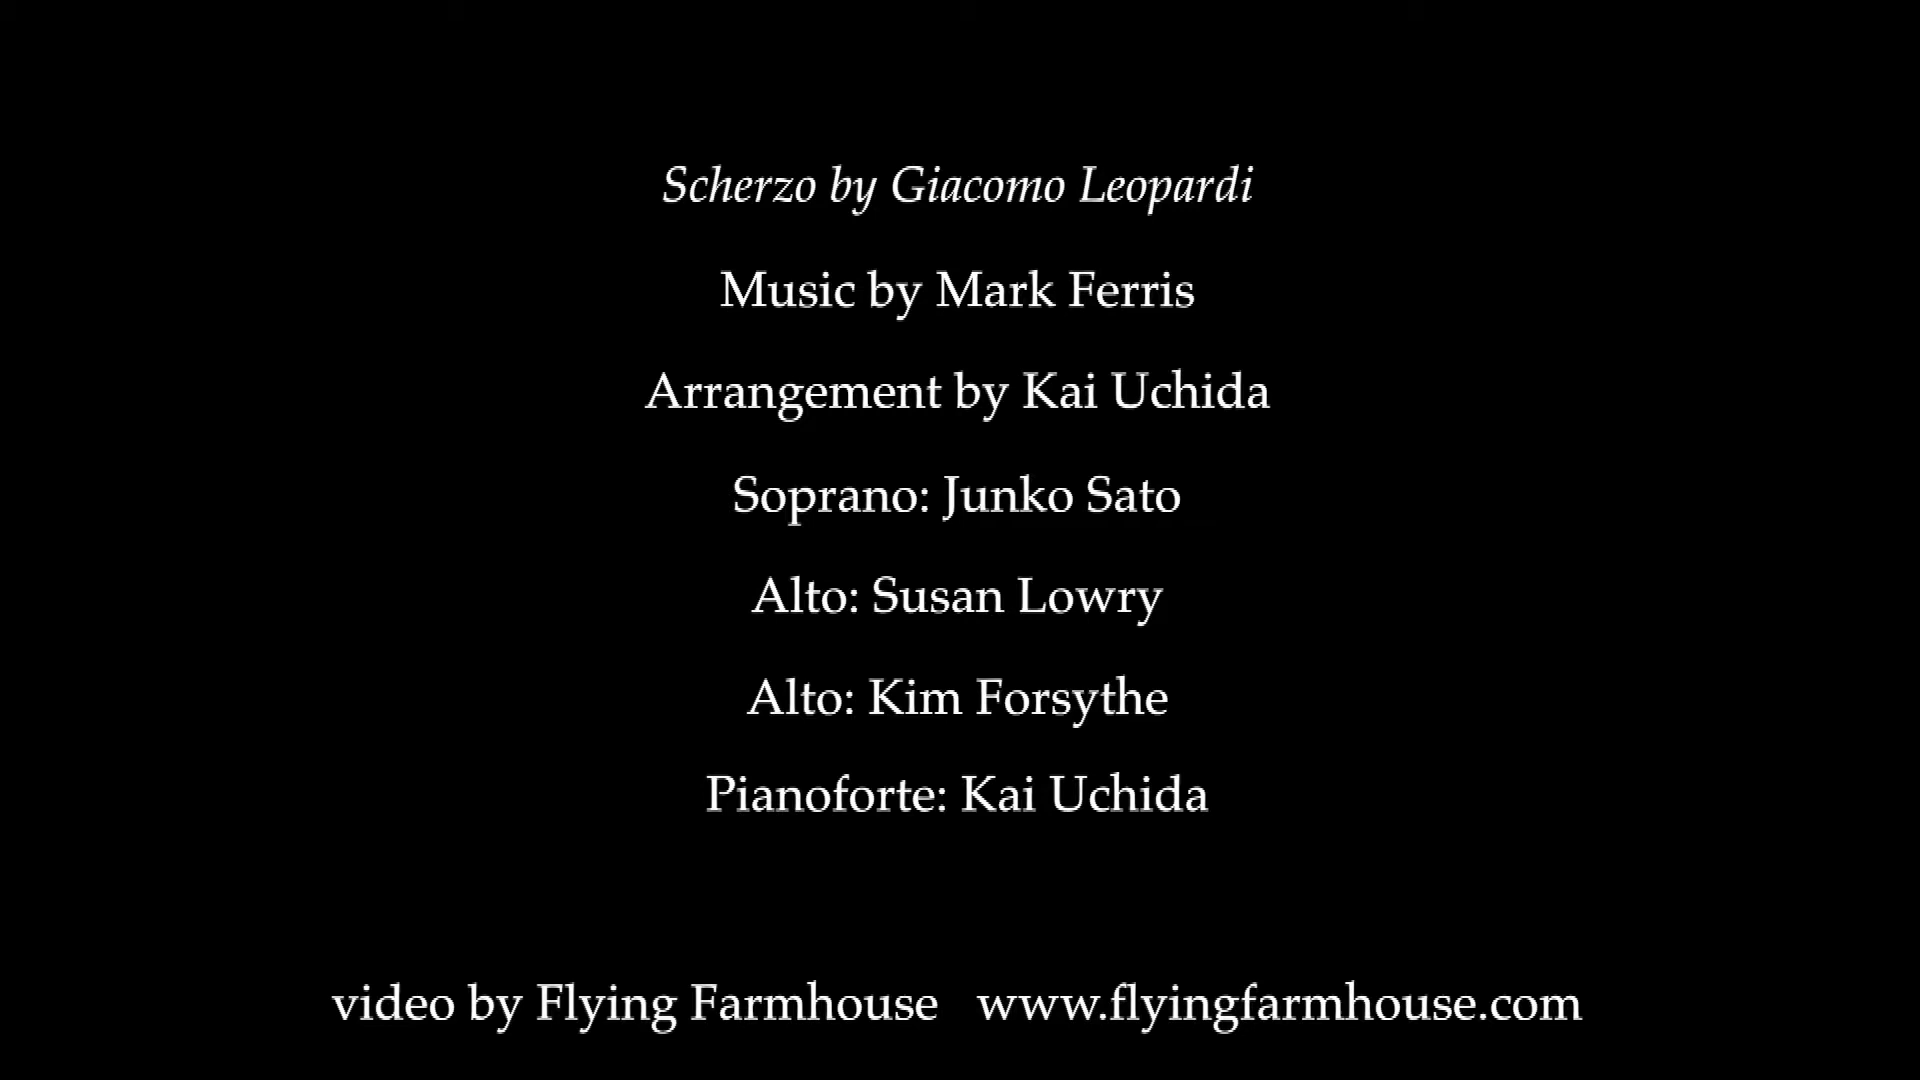 Scherzo by Giacomo Leopardi
Music by Mark Ferris
Arrangement by Kai Uchida
Soprano: Junko Sato
Alto: Susan Lowry
Alto: Kim Forsythe
Pianoforte: Kai Uchida
video by Flying Farmhouse www.flyingfarmhouse.com